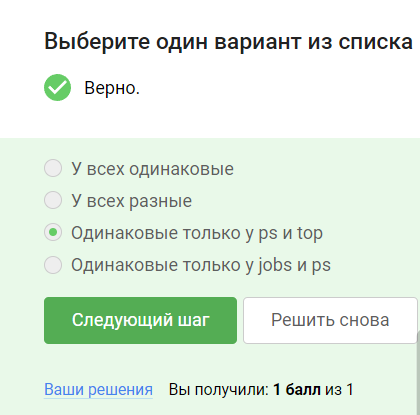 Выберите один вариант из списка
Верно.
У всех одинаковые
У всех разные
Одинаковые только у ps и top
Одинаковые только у jobs и ps
Следующий шаг
Решить снова
Ваши решения Вы получили: 1 балл из 1